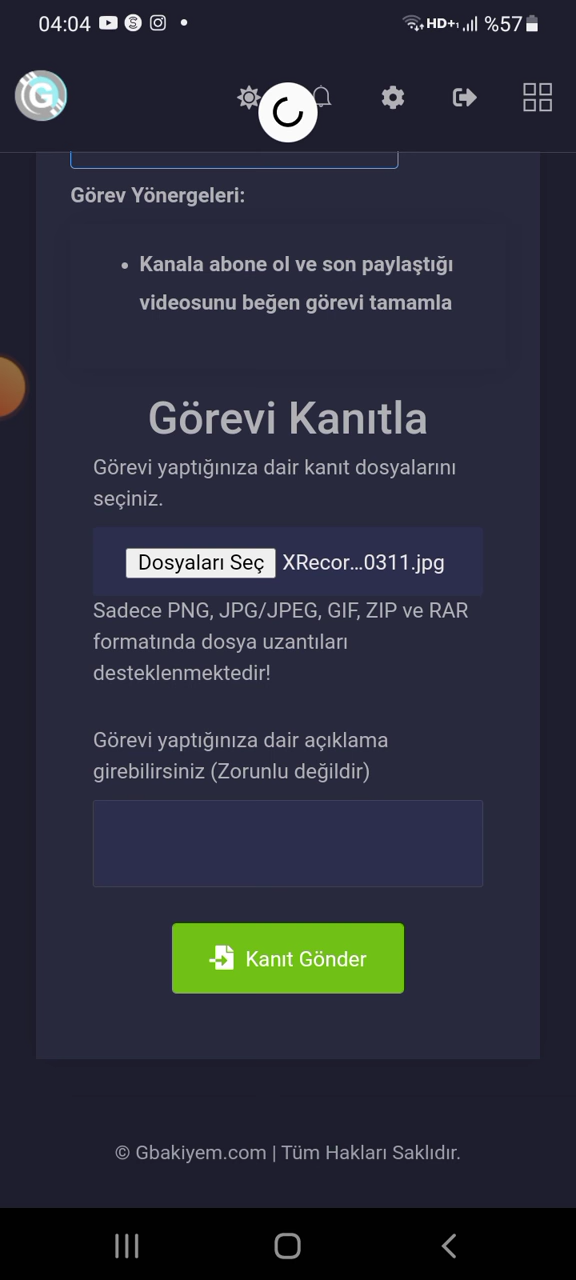 04:04 HD+ %57
Görev Yönergeleri:
• Kanala abone ol ve son paylaştığı
videosunu beğen görevi tamamla
Görevi Kanıtla
Görevi yaptığınıza dair kanıt dosyalarını
seçiniz.
Dosyaları Seç XRecor...0311.jpg
Sadece PNG, JPG/JPEG, GIF, ZIP ve RAR
formatında dosya uzantıları
desteklenmektedir!
Görevi yaptığınıza dair açıklama
girebilirsiniz (Zorunlu değildir)
Kanıt Gönder
© Gbakiyem.com | Tüm Hakları Saklıdır.